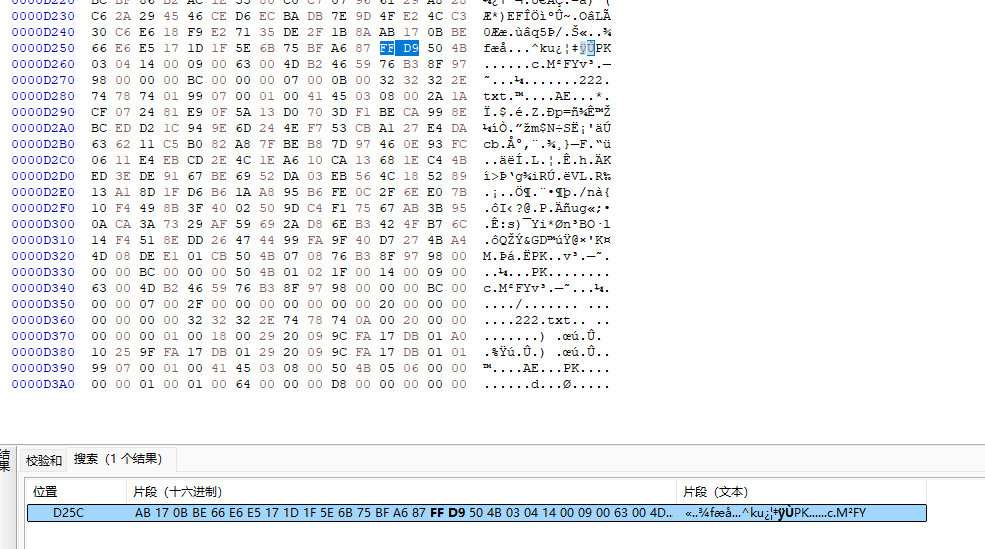 0000D230 C6 2A 29 45 46 CE D6 EC BA DB 7E 9D 4F E2 4C C3 Æ*)EFÎÖìºÛ~.OâLÃ
0000D240 30 C6 E6 18 F9 E2 71 35 DE 2F 1B 8A AB 17 0B BE 0Ææ.ùâq5Þ/.Š«..¾
0000D250 66 E6 E5 17 1D 1F 5E 6B 75 BF A6 87 FF D9 50 4B fæå...^ku¿¦‡ÿÙPK
0000D260 03 04 14 00 09 00 63 00 4D B2 46 59 76 B3 8F 97 ......c.M²FYv³.—
0000D270 98 00 00 00 BC 00 00 00 07 00 0B 00 32 32 32 2E ˜...¼.......222.
0000D280 74 78 74 01 99 07 00 01 00 41 45 03 08 00 2A 1A txt.™....AE...*.
0000D290 CF 07 24 81 E9 0F 5A 13 D0 70 3D F1 BE CA 99 8E Ï.$.é.Z.Ðp=ñ¾Ê™Ž
0000D2A0 BC ED D2 1C 94 9E 6D 24 4E F7 53 CB A1 27 E4 DA ¼íÒ.”žm$N÷SË¡'äÚ
0000D2B0 63 62 11 C5 B0 82 A8 7F BE B8 7D 97 46 0E 93 FC cb.Å°‚¨.¾¸}—F.“ü
0000D2C0 06 11 E4 EB CD 2E 4C 1E A6 10 CA 13 68 1E C4 4B ..äëÍ.L.¦.Ê.h.ÄK
0000D2D0 ED 3E DE 91 67 BE 69 52 DA 03 EB 56 4C 18 52 89 í>Þ‘g¾iRÚ.ëVL.R‰
0000D2E0 13 A1 8D 1F D6 B6 1A A8 95 B6 FE 0C 2F 6E E0 7B .¡..Ö¶.¨•¶þ./nà{
0000D2F0 10 F4 49 8B 3F 40 02 50 9D C4 F1 75 67 AB 3B 95 .ôI‹?@.P.Äñug«;•
0000D300 0A CA 3A 73 29 AF 59 69 2A D8 6E B3 42 4F B7 6C .Ê:s)¯Yi*Øn³BO·l
0000D310 14 F4 51 8E DD 26 47 44 99 FA 9F 40 D7 27 4B A4 .ôQŽÝ&GD™úŸ@×'K¤
0000D320 4D 08 DE E1 01 CB 50 4B 07 08 76 B3 8F 97 98 00 M.Þá.ËPK..v³.—˜.
0000D330 00 00 BC 00 00 00 50 4B 01 02 1F 00 14 00 09 00 ..¼...PK........
0000D340 63 00 4D B2 46 59 76 B3 8F 97 98 00 00 00 BC 00 c.M²FYv³.—˜...¼.
0000D350 00 00 07 00 2F 00 00 00 00 00 00 00 20 00 00 00 ..../....... ...
0000D360 00 00 00 00 32 32 32 2E 74 78 74 0A 00 20 00 00 ....222.txt.. ..
0000D370 00 00 00 01 00 18 00 29 20 09 9C FA 17 DB 01 A0 .......) .œú.Û.
0000D380 10 25 9F FA 17 DB 01 29 20 09 9C FA 17 DB 01 01 .%Ÿú.Û.) .œú.Û..
0000D390 99 07 00 01 00 41 45 03 08 00 50 4B 05 06 00 00 ™....AE...PK....
0000D3A0 00 00 01 00 01 00 64 00 00 00 D8 00 00 00 00 00 ......d...Ø.....
结果
校验和 搜索（1 个结果）
位置 片段（十六进制） 片段（文本）
D25C AB 17 0B BE 66 E6 E5 17 1D 1F 5E 6B 75 BF A6 87 FF D9 50 4B 03 04 14 00 09 00 63 00 4D... «..¾fæå...^ku¿¦‡ÿÙPK......c.M²FY